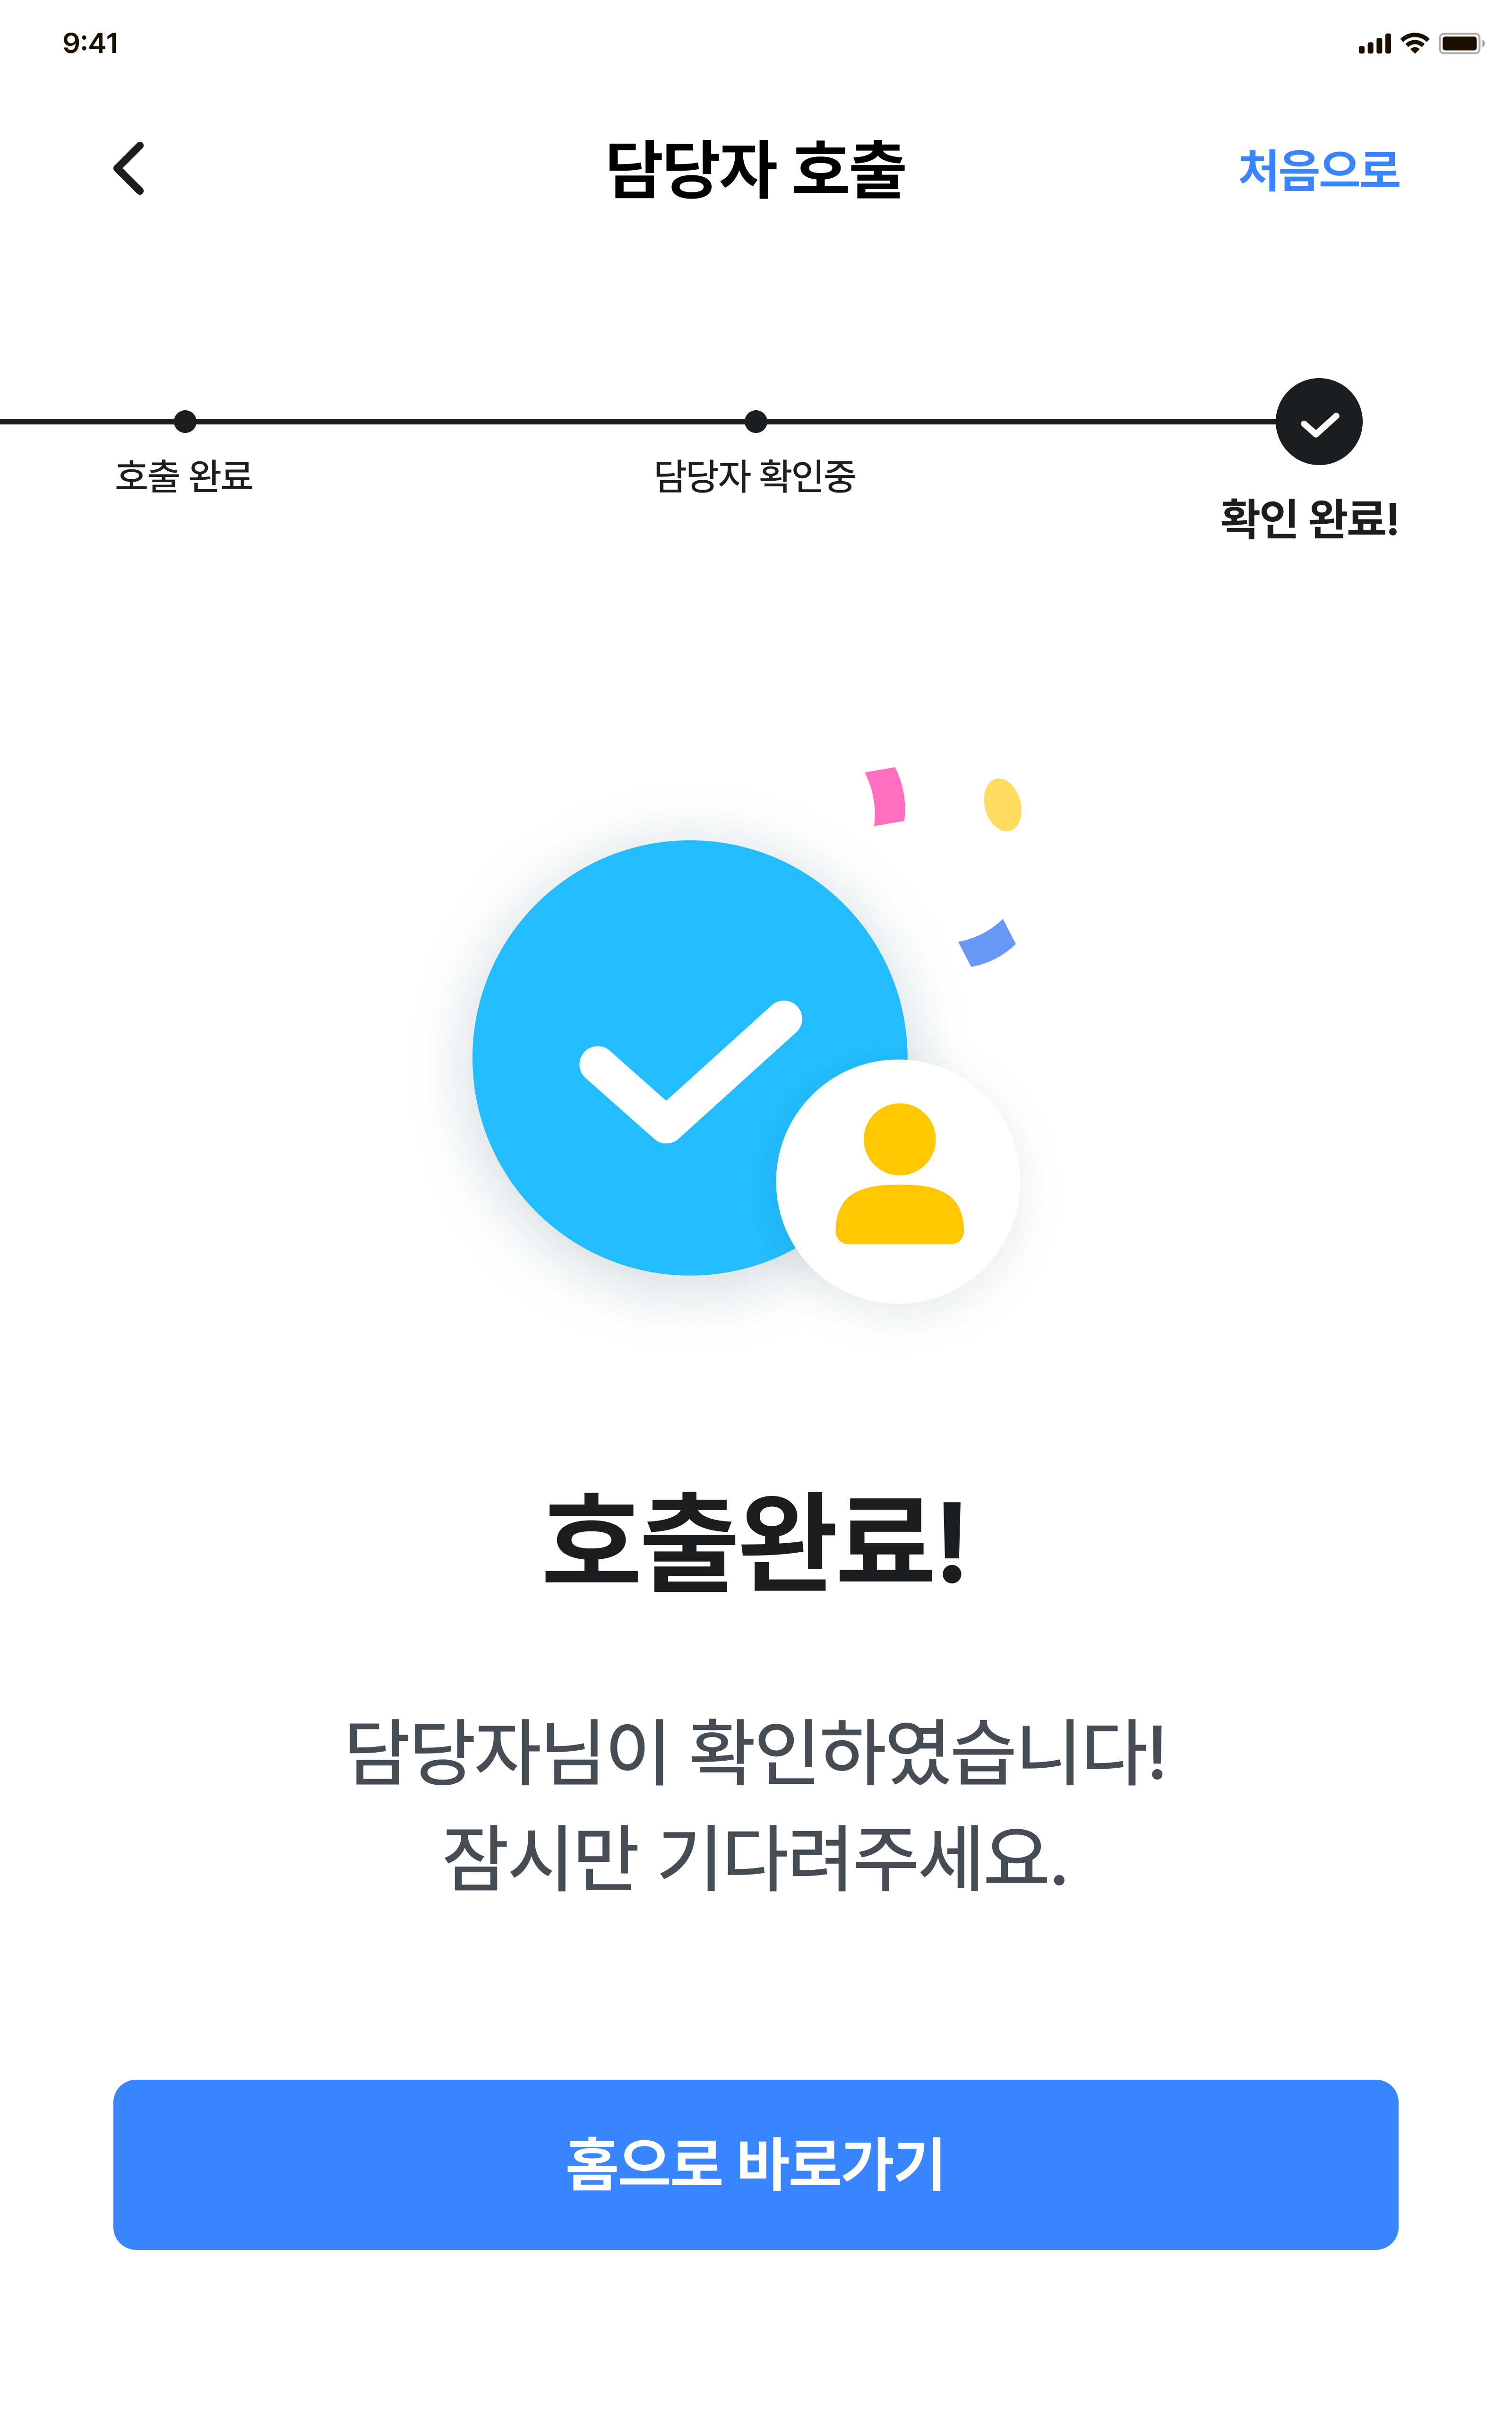 9:41
담당자 호출
처음으로
호출 완료
담당자 확인중
확인 완료!
호출완료!
담당자님이 확인하였습니다!
잠시만 기다려주세요.
홈으로 바로가기